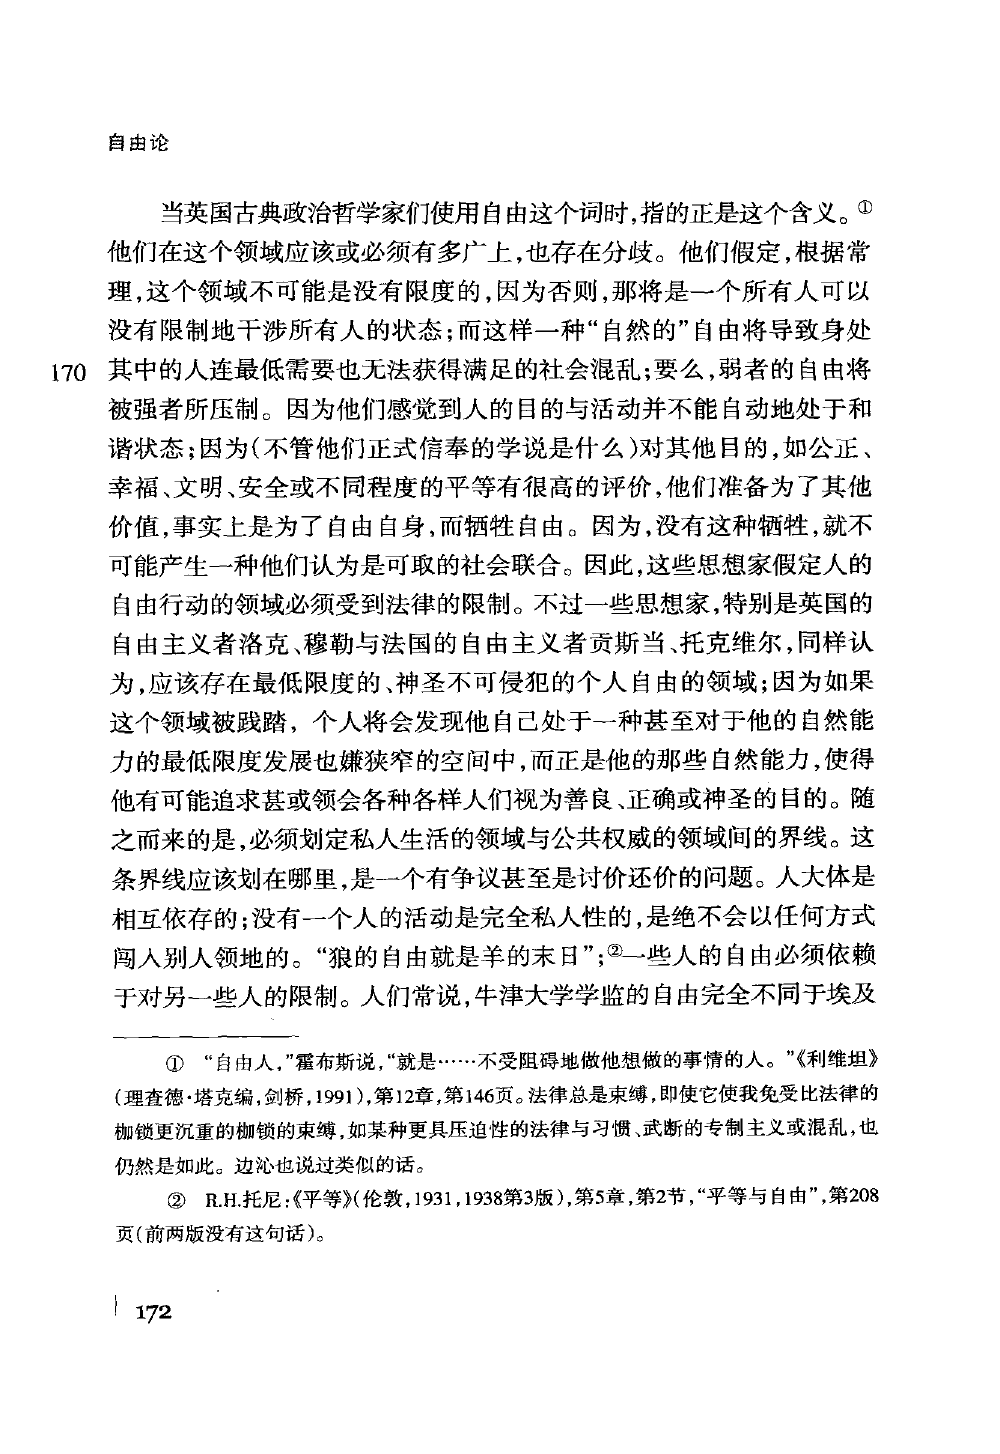 自由论
当英国古典政治哲学家们使用自由这个词时,指的正是这个含义。①
他们在这个领域应该或必须有多广上,也存在分歧。他们假定,根据常
理,这个领域不可能是没有限度的,因为否则,那将是一个所有人可以
没有限制地干涉所有人的状态;而这样一种“自然的”自由将导致身处
170 其中的人连最低需要也无法获得满足的社会混乱;要么,弱者的自由将
被强者所压制。因为他们感觉到人的目的与活动并不能自动地处于和
谐状态;因为(不管他们正式信奉的学说是什么)对其他目的,如公正、
幸福、文明、安全或不同程度的平等有很高的评价,他们准备为了其他
价值,事实上是为了自由自身,而牺牲自由。因为,没有这种牺牲,就不
可能产生一种他们认为是可取的社会联合。因此,这些思想家假定人的
自由行动的领域必须受到法律的限制。不过一些思想家,特别是英国的
自由主义者洛克、穆勒与法国的自由主义者贡斯当、托克维尔,同样认
为,应该存在最低限度的、神圣不可侵犯的个人自由的领域;因为如果
这个领域被践踏,个人将会发现他自己处于一种甚至对于他的自然能
力的最低限度发展也嫌狭窄的空间中,而正是他的那些自然能力,使得
他有可能追求甚或领会各种各样人们视为善良、正确或神圣的目的。随
之而来的是,必须划定私人生活的领域与公共权威的领域间的界线。这
条界线应该划在哪里,是一个有争议甚至是讨价还价的问题。人大体是
相互依存的;没有一个人的活动是完全私人性的,是绝不会以任何方式
闯入别人领地的。“狼的自由就是羊的末日”;②一些人的自由必须依赖
于对另一些人的限制。人们常说,牛津大学学监的自由完全不同于埃及
① “自由人,”霍布斯说,“就是……不受阻碍地做他想做的事情的人。”《利维坦》
(理查德·塔克编,剑桥,1991),第12章,第146页。法律总是束缚,即使它使我免受比法律的
枷锁更沉重的枷锁的束缚,如某种更具压迫性的法律与习惯、武断的专制主义或混乱,也
仍然是如此。边沁也说过类似的话。
② R.H.托尼:《平等》(伦敦,1931,1938第3版),第5章,第2节,“平等与自由”,第208
页(前两版没有这句话)。
172